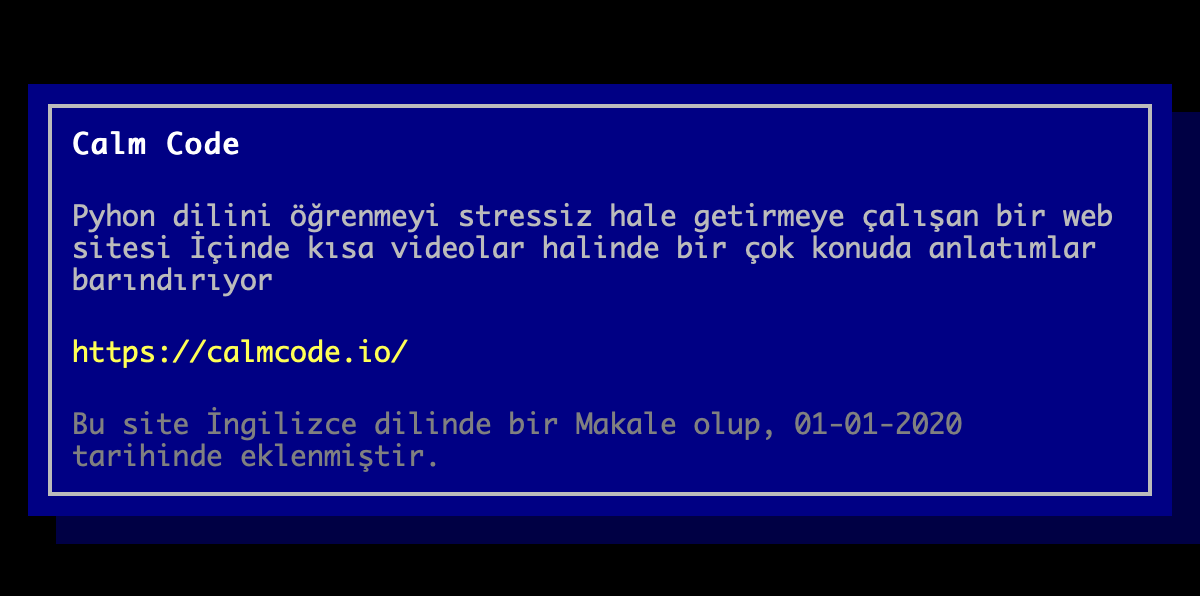 Calm Code
Pyhon dilini öğrenmeyi stressiz hale getirmeye çalışan bir web
sitesi İçinde kısa videolar halinde bir çok konuda anlatımlar
barındırıyor
https://calmcode.io/
Bu site İngilizce dilinde bir Makale olup, 01-01-2020
tarihinde eklenmiştir.